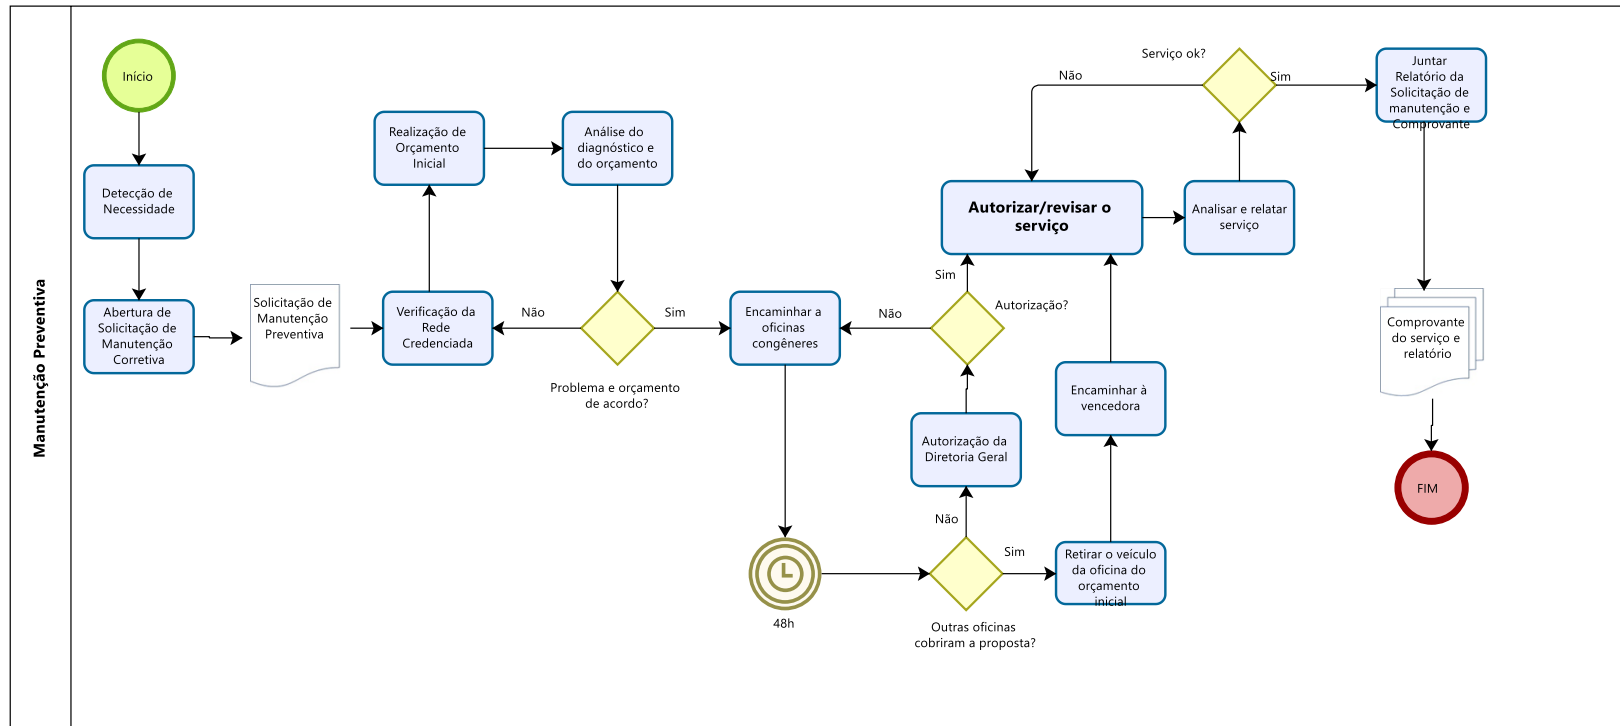 Manutenção Preventiva
Início
Detecção de
Necessidade
Abertura de
Solicitação de
Manutenção
Corretiva
Solicitação de
Manutenção
Preventiva
Verificação da
Rede
Credenciada
Realização de
Orçamento
Inicial
Análise do
diagnóstico e
do orçamento
Não
Sim
Problema e orçamento
de acordo?
Encaminhar a
oficinas
congêneres
48h
Outras oficinas
cobriram a proposta?
Não
Sim
Autorização da
Diretoria Geral
Autorização?
Não
Sim
Retirar o veículo
da oficina do
orçamento
inicial
Encaminhar à
vencedora
Autorizar/revisar o
serviço
Analisar e relatar
serviço
Serviço ok?
Não
Sim
Juntar
Relatório da
Solicitação de
manutenção e
Comprovante
Comprovante
do serviço e
relatório
FIM